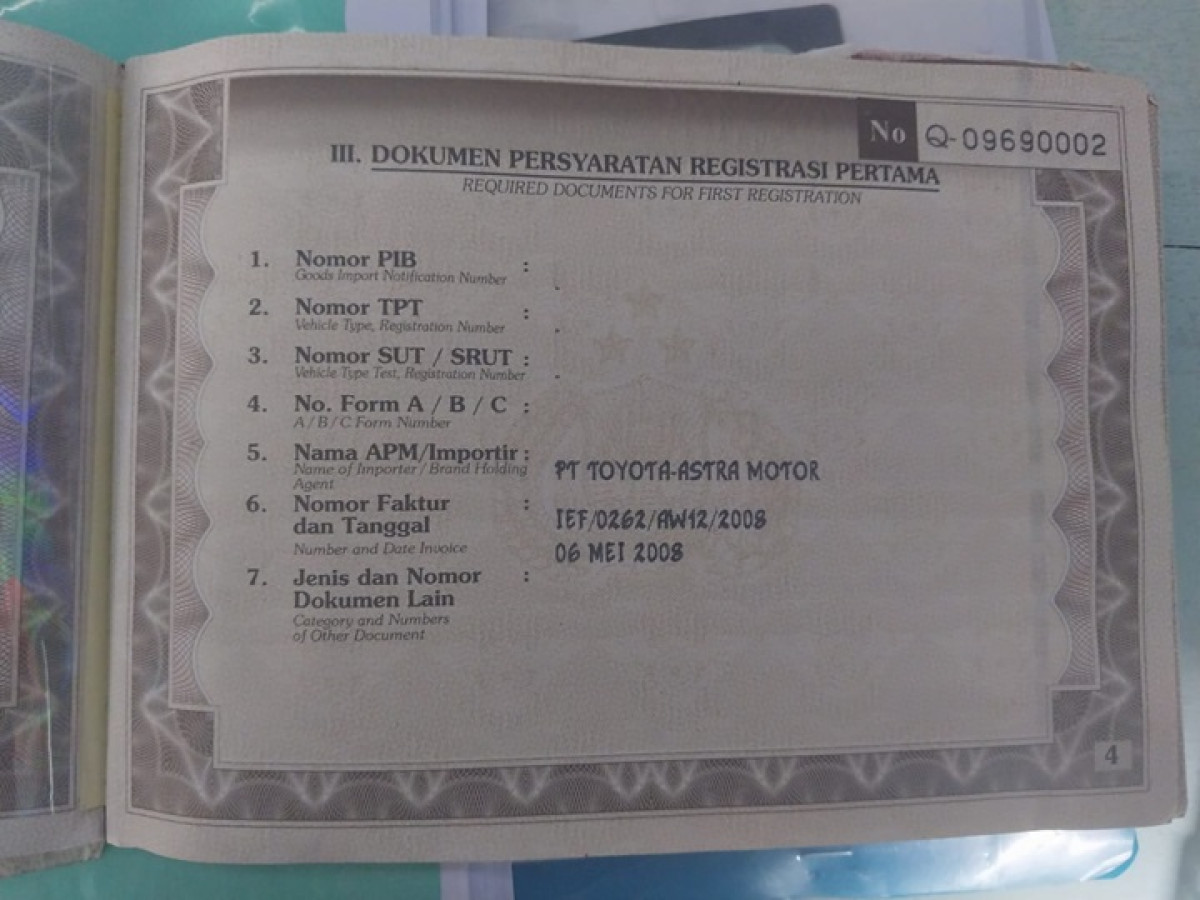 No Q-09690002
III. DOKUMEN PERSYARATAN REGISTRASI PERTAMA
REQUIRED DOCUMENTS FOR FIRST REGISTRATION
1. Nomor PIB :
Goods Import Notification Number
2. Nomor TPT :
Vehicle Type, Registration Number
3. Nomor SUT / SRUT :
Vehicle Type Test, Registration Number
4. No. Form A / B / C :
A / B / C Form Number
5. Nama APM/Importir : PT TOYOTA-ASTRA MOTOR
Name of Importer / Brand Holding
Agent
6. Nomor Faktur : IEF/0262/AW12/2008
dan Tanggal 06 MEI 2008
Number and Date Invoice
7. Jenis dan Nomor :
Dokumen Lain
Category and Numbers
of Other Document
4